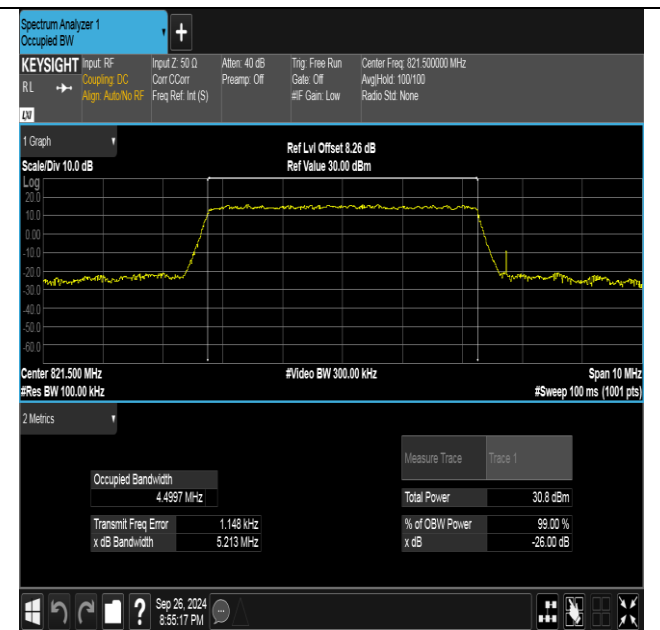 Spectrum Analyzer 1
Occupied BW
+
KEYSIGHT
RL
LXI
Input: RF
Coupling: DC
Align: Auto/No RF
Input Z: 50 Ω
Corr CCorr
Freq Ref: Int (S)
Atten: 40 dB
Preamp: Off
Trig: Free Run
Gate: Off
#IF Gain: Low
Center Freq: 821.500000 MHz
Avg|Hold: 100/100
Radio Std: None
1 Graph
Scale/Div 10.0 dB
Ref Lvl Offset 8.26 dB
Ref Value 30.00 dBm
Log
20.0
10.0
0.00
-10.0
-20.0
-30.0
-40.0
-50.0
-60.0
Center 821.500 MHz
#Video BW 300.00 kHz
Span 10 MHz
#Res BW 100.00 kHz
#Sweep 100 ms (1001 pts)
2 Metrics
Measure Trace Trace 1
Occupied Bandwidth
4.4997 MHz
Total Power 30.8 dBm
Transmit Freq Error 1.148 kHz
% of OBW Power 99.00 %
x dB Bandwidth 5.213 MHz
x dB -26.00 dB
?
Sep 26, 2024
8:55:17 PM